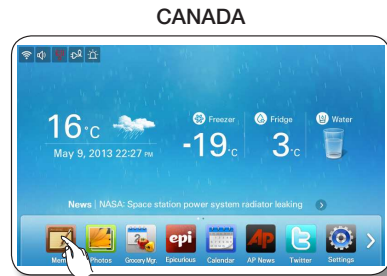 CANADA
16°C
May 9, 2013 22:27 PM
Freezer
-19°C
Fridge
3°C
Water
News | NASA: Space station power system radiator leaking
2
epi
AP
Photos
Grocery Mgr.
Epicurious
Calendar
AP News
Twitter
Settings